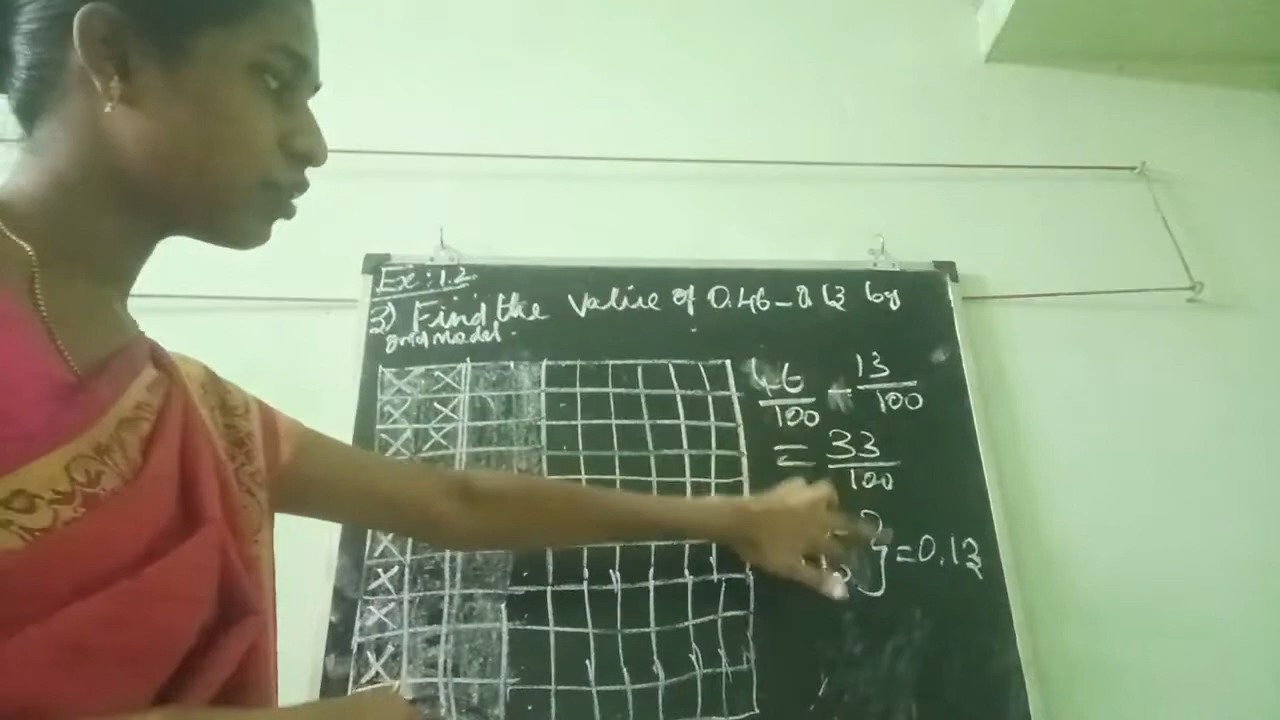 Ex: 1.2
3) Find the value of 0.46 - 0.13 by
grid model.
46/100 - 13/100
= 33/100
} = 0.13